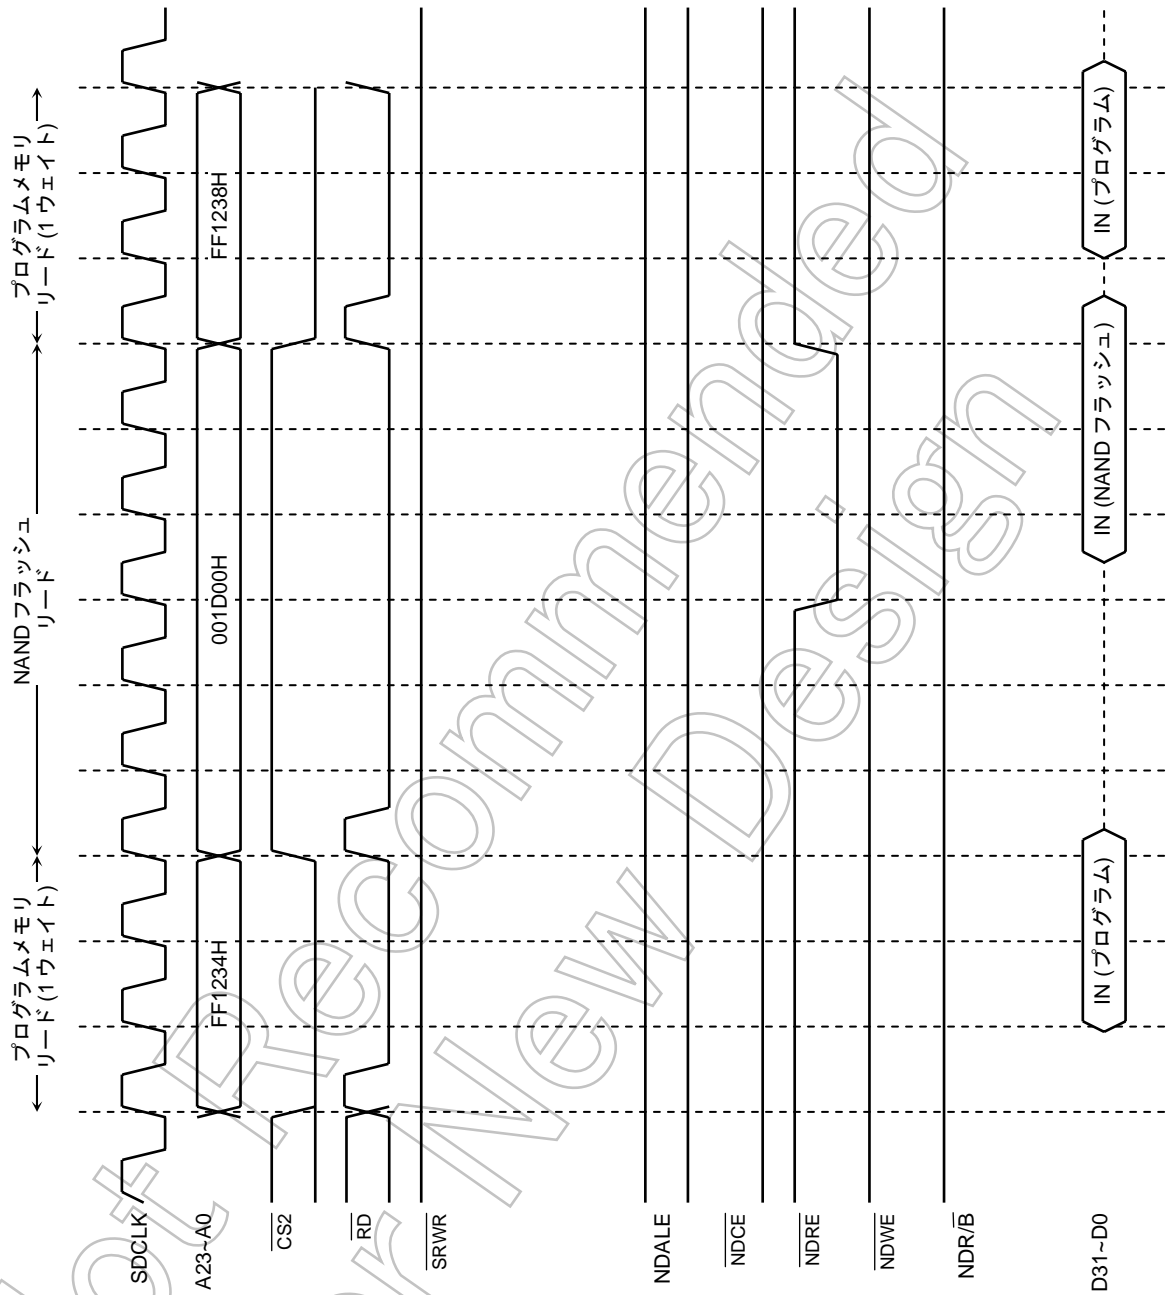 プログラムメモリ
リード (1 ウェイト)
NAND フラッシュ
リード
プログラムメモリ
リード (1 ウェイト)
SDCLK
A23~A0
FF1234H
001D00H
FF1238H
CS2
RD
SRWR
NDALE
NDCE
NDRE
NDWE
NDR/B
D31~D0
IN (プログラム)
IN (NAND フラッシュ)
IN (プログラム)
Not Recommended
for New Design